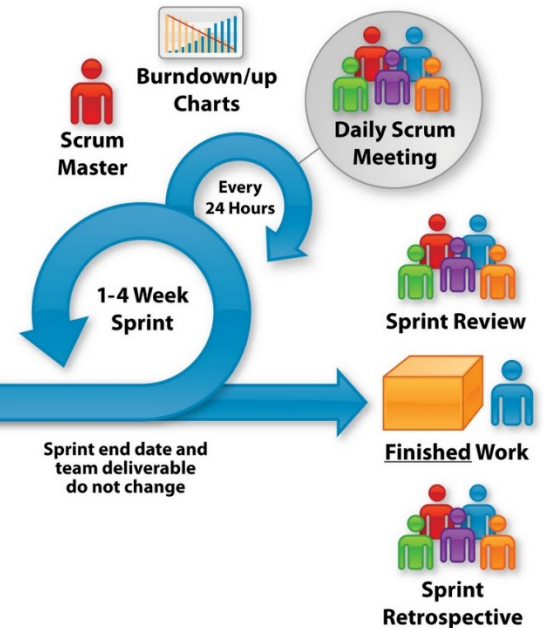 Burndown/up
Charts
Scrum
Master
Daily Scrum
Meeting
Every
24 Hours
1-4 Week
Sprint
Sprint end date and
team deliverable
do not change
Sprint Review
Finished Work
Sprint
Retrospective